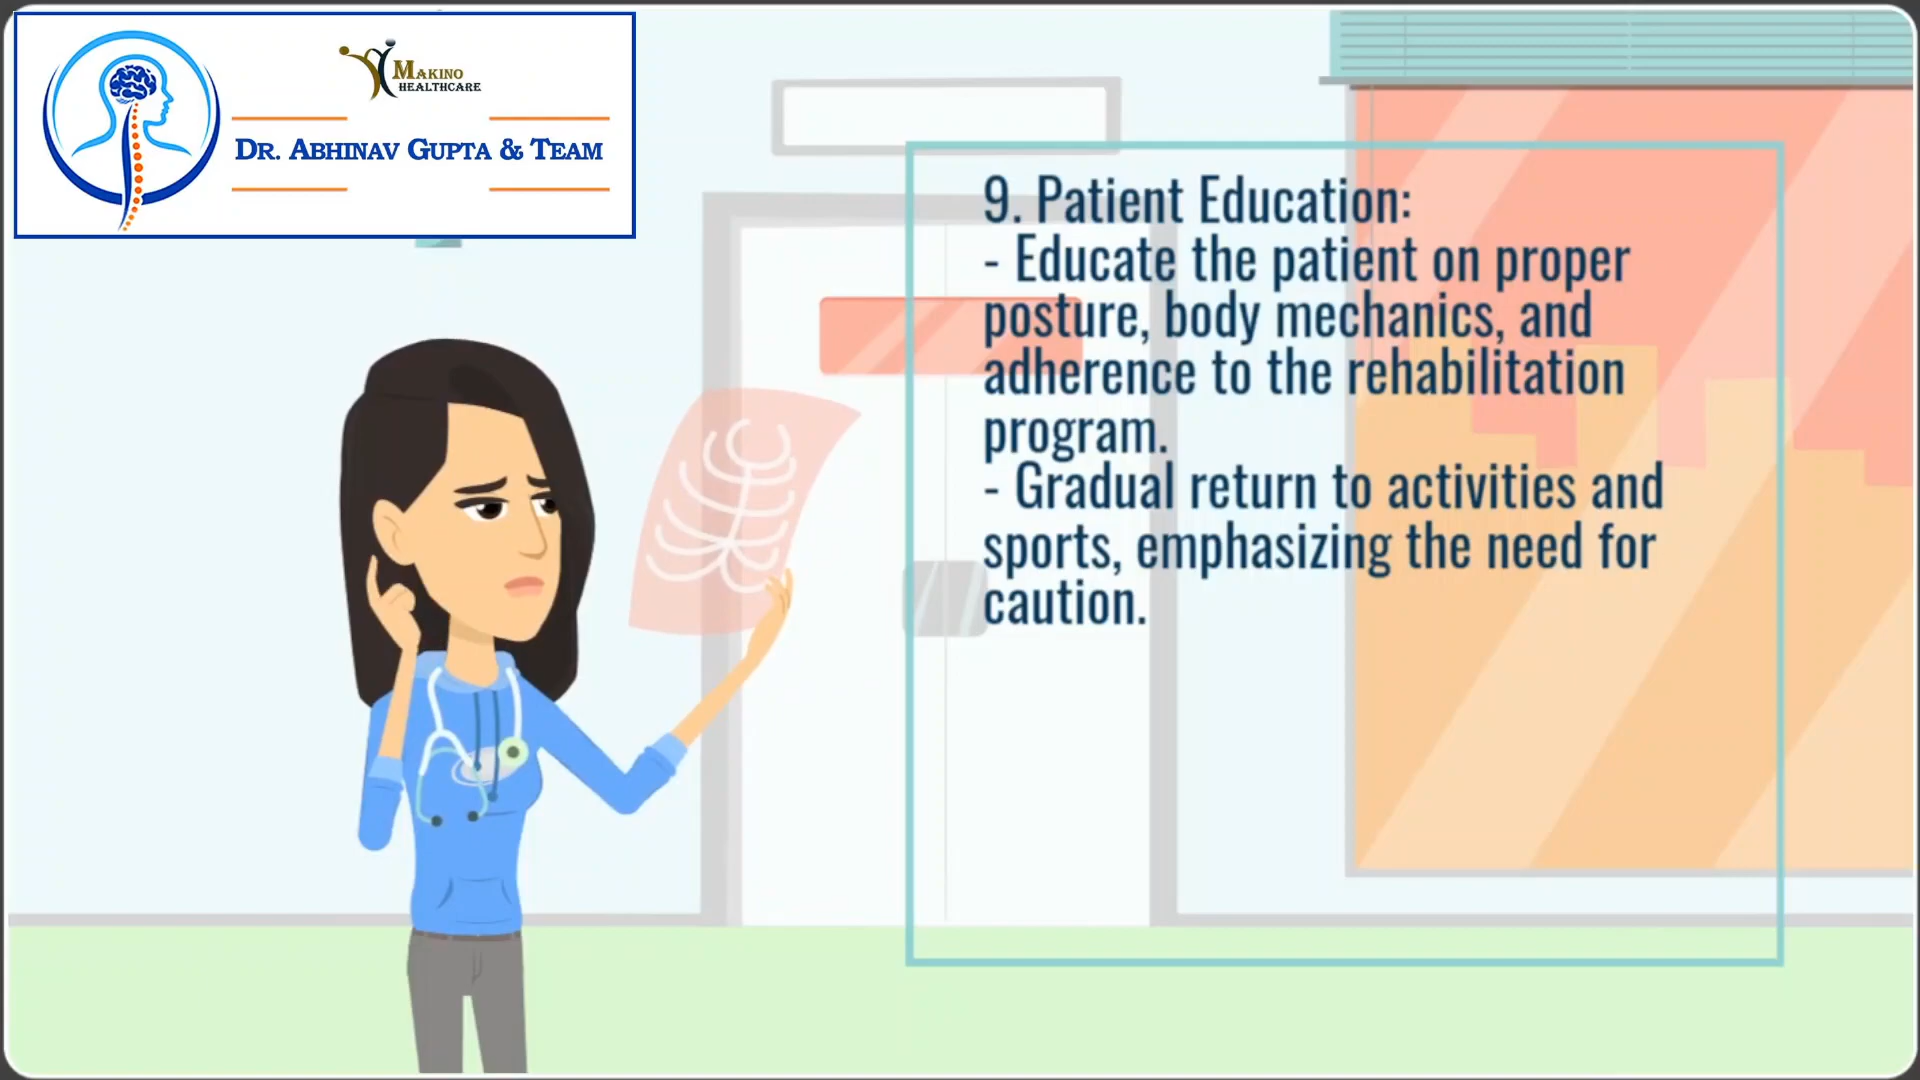 MAKINO
HEALTHCARE
DR. ABHINAV GUPTA & TEAM
9. Patient Education:
- Educate the patient on proper
posture, body mechanics, and
adherence to the rehabilitation
program.
- Gradual return to activities and
sports, emphasizing the need for
caution.